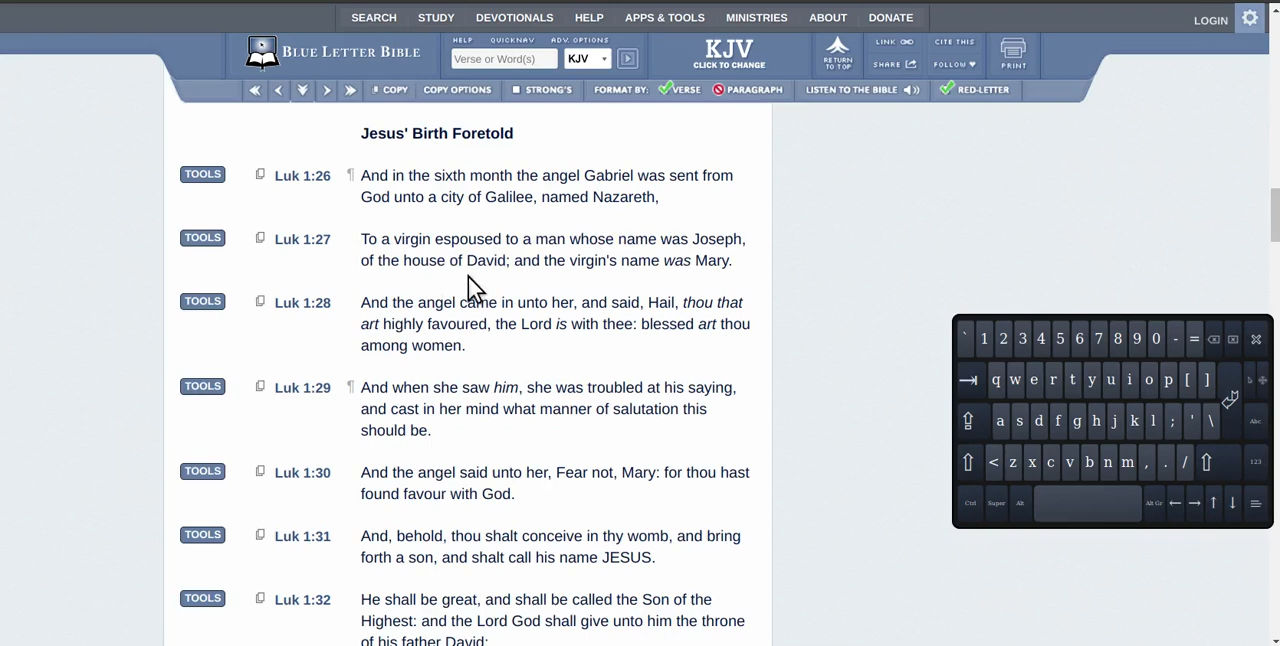 SEARCH STUDY DEVOTIONALS HELP APPS & TOOLS MINISTRIES ABOUT DONATE
LOGIN
BLUE LETTER BIBLE
HELP QUICKNAV ADV. OPTIONS
Verse or Word(s) KJV
KJV
CLICK TO CHANGE
RETURN
TO TOP
LINK CITE THIS
SHARE FOLLOW
PRINT
COPY COPY OPTIONS STRONG'S FORMAT BY: VERSE PARAGRAPH LISTEN TO THE BIBLE RED-LETTER
Jesus' Birth Foretold
TOOLS Luk 1:26 ¶ And in the sixth month the angel Gabriel was sent from
God unto a city of Galilee, named Nazareth,
TOOLS Luk 1:27 To a virgin espoused to a man whose name was Joseph,
of the house of David; and the virgin's name was Mary.
TOOLS Luk 1:28 And the angel came in unto her, and said, Hail, thou that
art highly favoured, the Lord is with thee: blessed art thou
among women.
TOOLS Luk 1:29 ¶ And when she saw him, she was troubled at his saying,
and cast in her mind what manner of salutation this
should be.
TOOLS Luk 1:30 And the angel said unto her, Fear not, Mary: for thou hast
found favour with God.
TOOLS Luk 1:31 And, behold, thou shalt conceive in thy womb, and bring
forth a son, and shalt call his name JESUS.
TOOLS Luk 1:32 He shall be great, and shall be called the Son of the
Highest: and the Lord God shall give unto him the throne
of his father David:
` 1 2 3 4 5 6 7 8 9 0 - =
q w e r t y u i o p [ ]
a s d f g h j k l ; ' \ Abc
< z x c v b n m , . / 123
Ctrl Super Alt Alt Gr